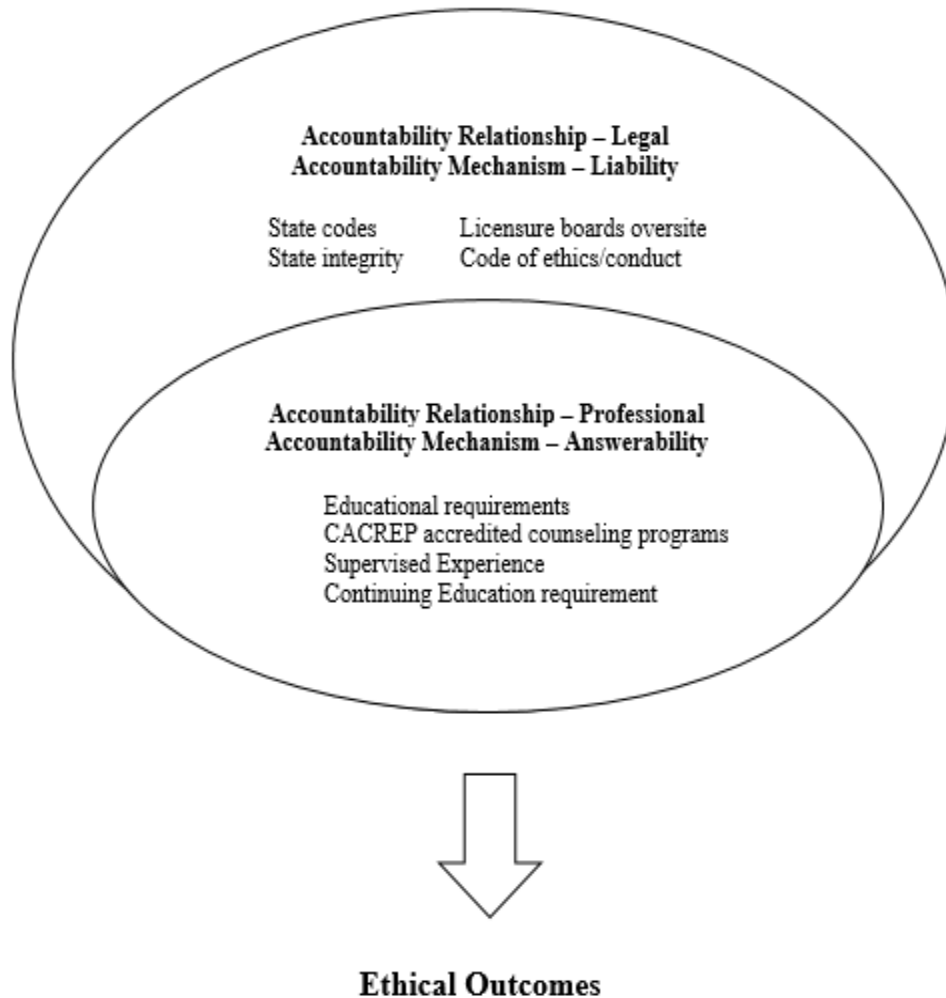 Accountability Relationship – Legal
Accountability Mechanism – Liability
State codes Licensure boards oversite
State integrity Code of ethics/conduct
Accountability Relationship – Professional
Accountability Mechanism – Answerability
Educational requirements
CACREP accredited counseling programs
Supervised Experience
Continuing Education requirement
Ethical Outcomes